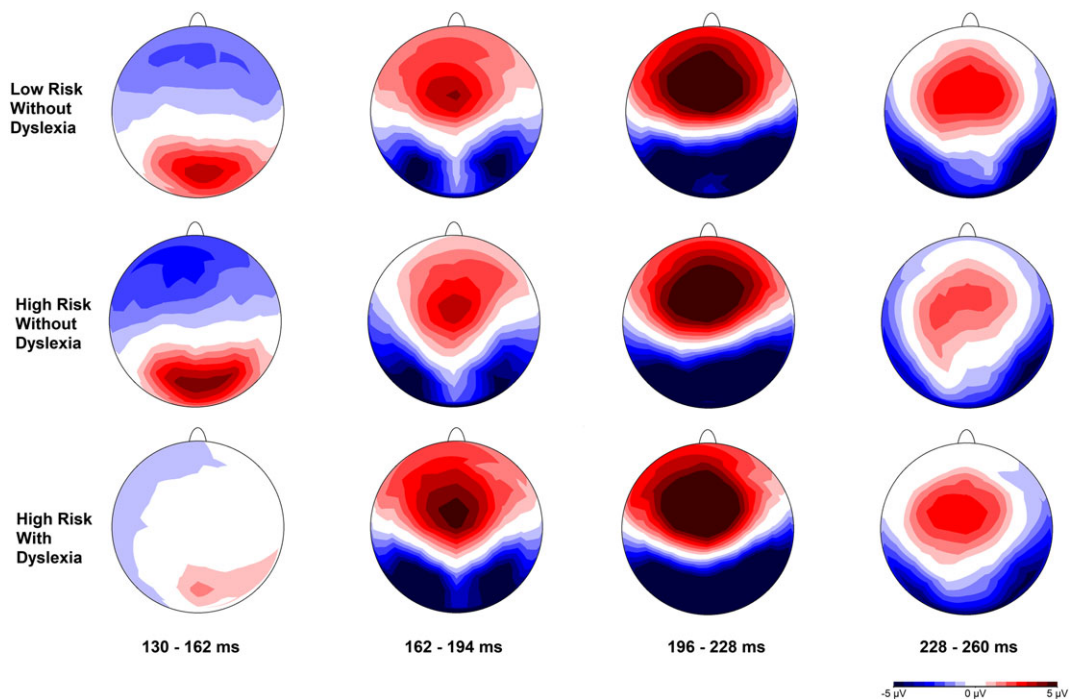 Low Risk
Without
Dyslexia
High Risk
Without
Dyslexia
High Risk
With
Dyslexia
130 - 162 ms
162 - 194 ms
196 - 228 ms
228 - 260 ms
-5 µV
0 µV
5 µV